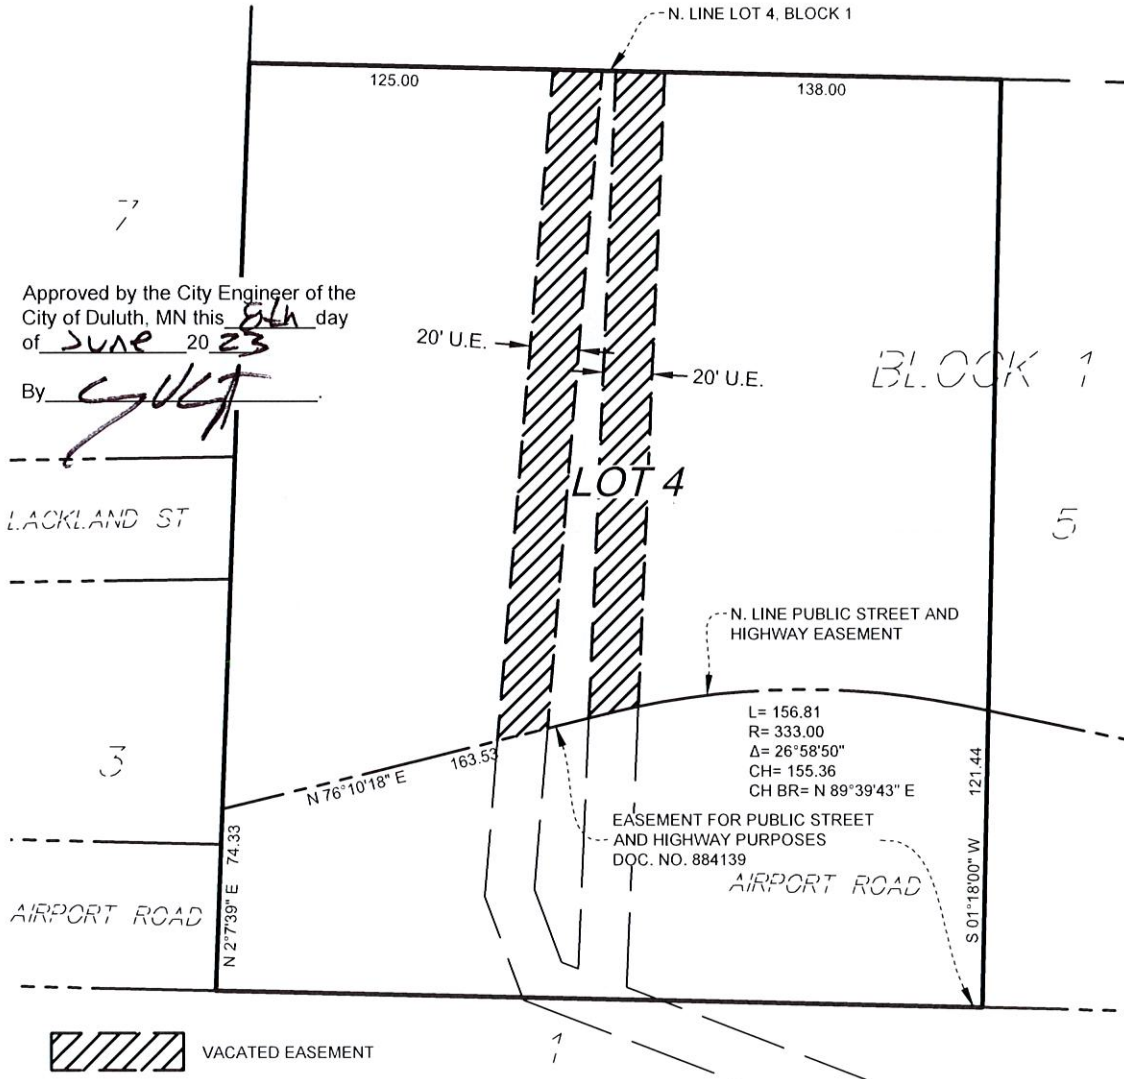 N. LINE LOT 4, BLOCK 1
125.00
138.00
7
Approved by the City Engineer of the
City of Duluth, MN this 8th day
of June 20 23
By
20' U.E.
20' U.E.
BLOCK 1
LOT 4
LACKLAND ST
5
N. LINE PUBLIC STREET AND
HIGHWAY EASEMENT
L= 156.81
R= 333.00
Δ= 26°58'50"
CH= 155.36
CH BR= N 89°39'43" E
3
N 76°10'18" E
163.53
121.44
S 01°18'00" W
EASEMENT FOR PUBLIC STREET
AND HIGHWAY PURPOSES
DOC. NO. 884139
N 2°7'39" E 74.33
AIRPORT ROAD
AIRPORT ROAD
VACATED EASEMENT
1